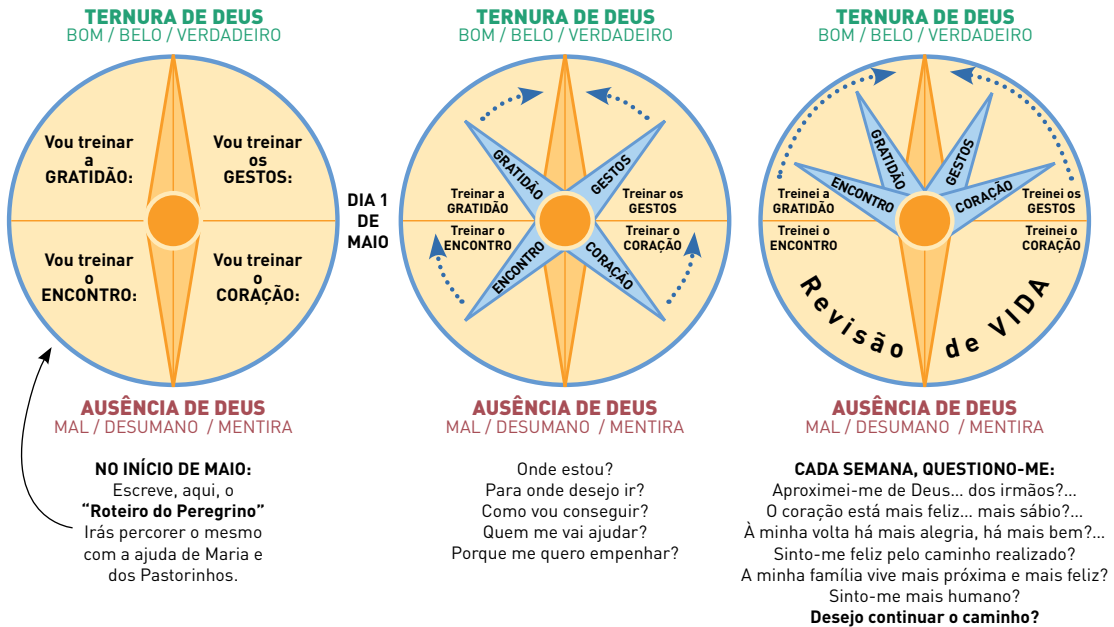 TERNURA DE DEUS
BOM / BELO / VERDADEIRO
Vou treinar
a
GRATIDÃO:
Vou treinar
os
GESTOS:
Vou treinar
o
ENCONTRO:
Vou treinar
o
CORAÇÃO:
AUSÊNCIA DE DEUS
MAL / DESUMANO / MENTIRA
NO INÍCIO DE MAIO:
Escreve, aqui, o
“Roteiro do Peregrino”
Irás percorer o mesmo
com a ajuda de Maria e
dos Pastorinhos.
DIA 1
DE
MAIO
TERNURA DE DEUS
BOM / BELO / VERDADEIRO
GRATIDÃO
GESTOS
Treinar a
GRATIDÃO
Treinar os
GESTOS
Treinar o
ENCONTRO
Treinar o
CORAÇÃO
ENCONTRO
CORAÇÃO
AUSÊNCIA DE DEUS
MAL / DESUMANO / MENTIRA
Onde estou?
Para onde desejo ir?
Como vou conseguir?
Quem me vai ajudar?
Porque me quero empenhar?
TERNURA DE DEUS
BOM / BELO / VERDADEIRO
GRATIDÃO
GESTOS
ENCONTRO
CORAÇÃO
Treinei a
GRATIDÃO
Treinei os
GESTOS
Treinei o
ENCONTRO
Treinei o
CORAÇÃO
Revisão de VIDA
AUSÊNCIA DE DEUS
MAL / DESUMANO / MENTIRA
CADA SEMANA, QUESTIONO-ME:
Aproximei-me de Deus... dos irmãos?...
O coração está mais feliz... mais sábio?...
À minha volta há mais alegria, há mais bem?...
Sinto-me feliz pelo caminho realizado?
A minha família vive mais próxima e mais feliz?
Sinto-me mais humano?
Desejo continuar o caminho?